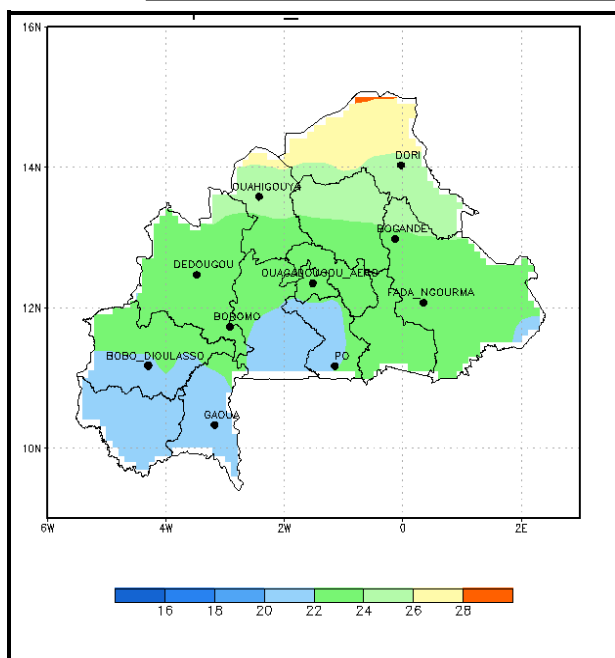 16N
14N
DORI
OUAHIGOUYA
BOGANDE
DEDOUGOU
OUAGADOUGOU_AERO
FADA_NGOURMA
12N
BOROMO
BOBO_DIOULASSO
PO
GAOUA
10N
6W 4W 2W 0 2E
16 18 20 22 24 26 28